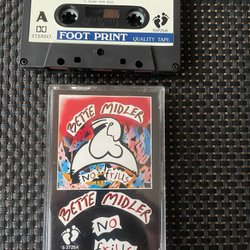 A
STEREO
FOOT PRINT
QUALITY TAPE
BETTE MIDLER
NO FRILLS
BETTE MIDLER
NO
FRILLS